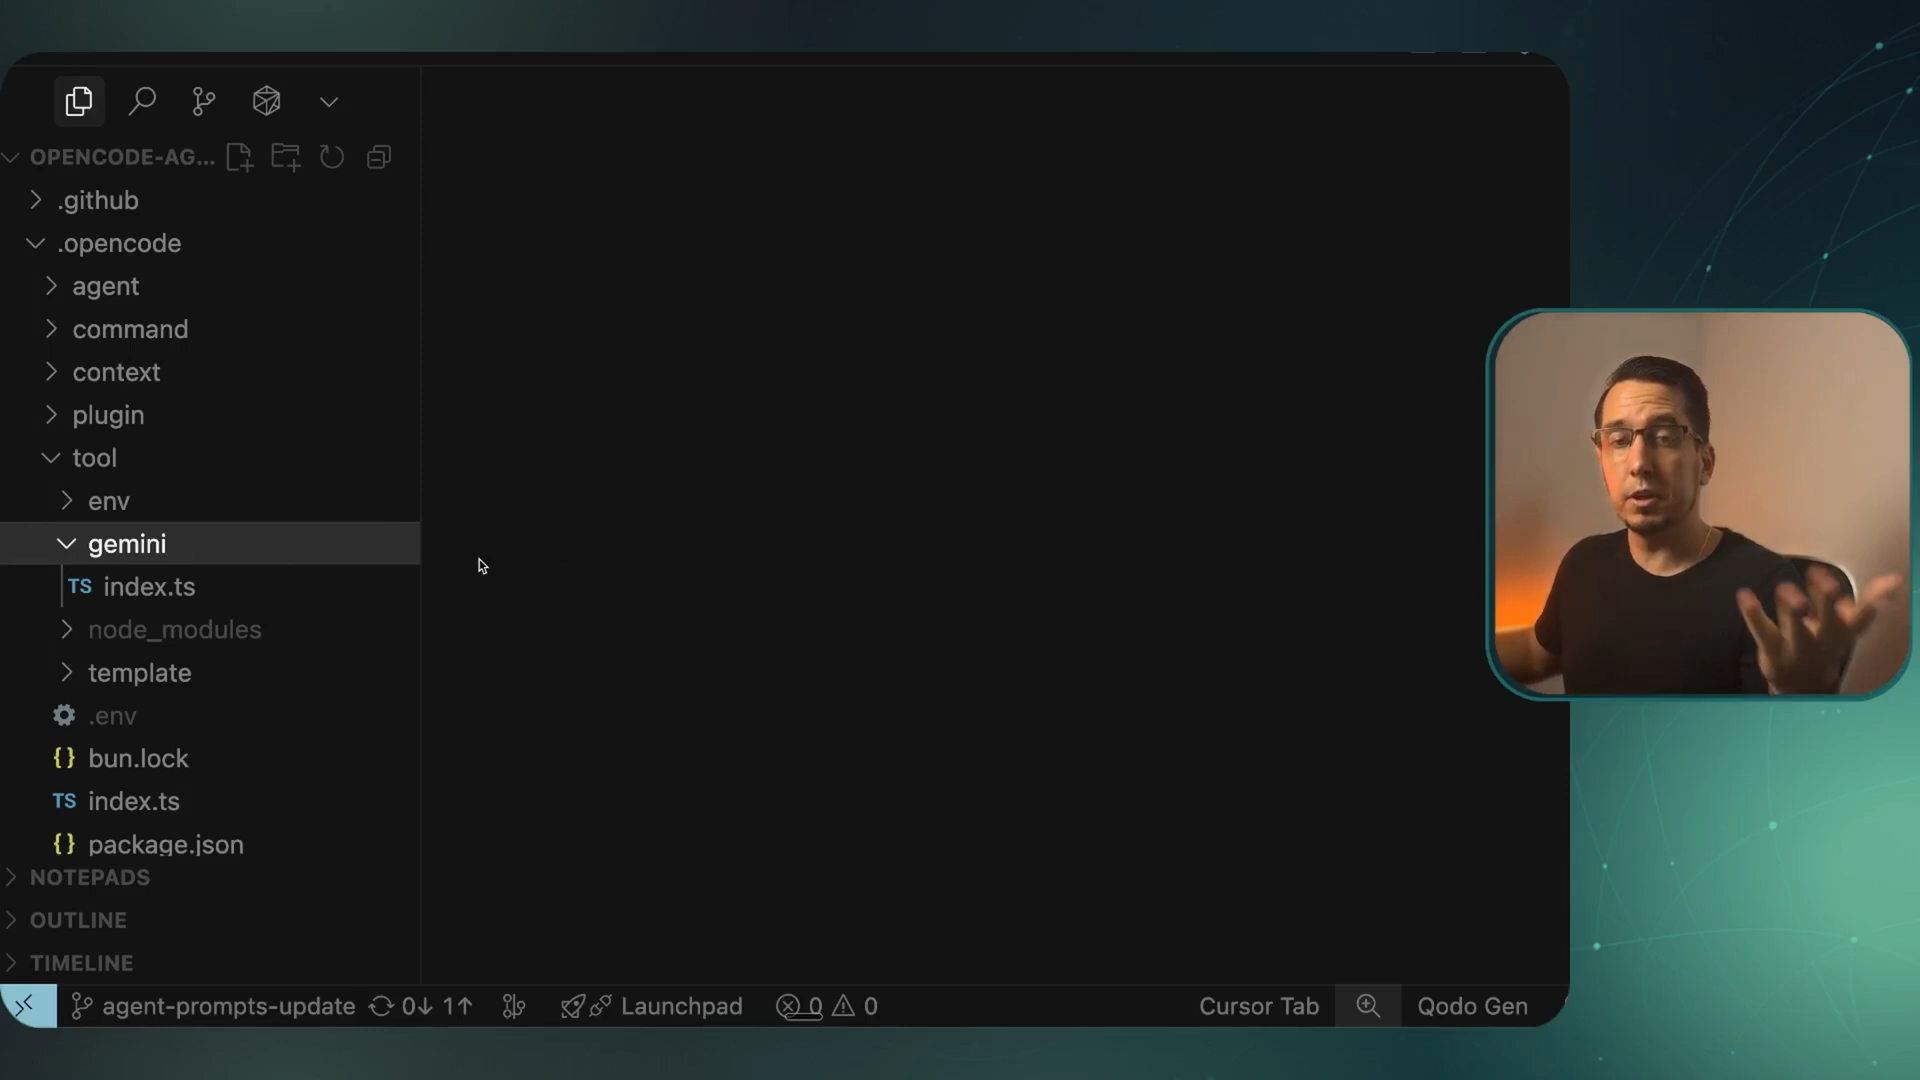 OPENCODE-AG...
.github
.opencode
agent
command
context
plugin
tool
env
gemini
TS index.ts
node_modules
template
.env
{} bun.lock
TS index.ts
{} package.json
NOTEPADS
OUTLINE
TIMELINE
agent-prompts-update 0↓ 1↑ Launchpad 0 0 Cursor Tab Qodo Gen